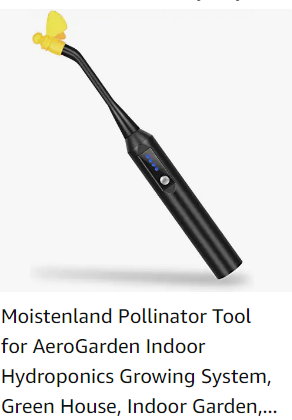 Moistenland Pollinator Tool
for AeroGarden Indoor
Hydroponics Growing System,
Green House, Indoor Garden,...